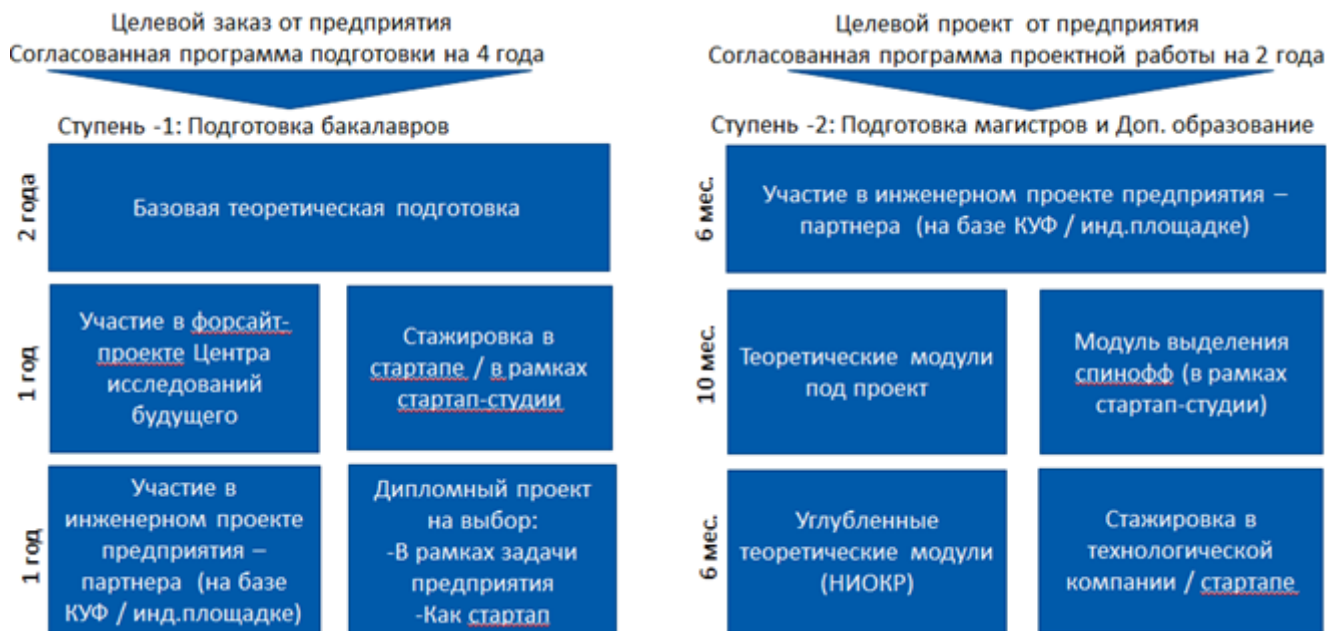 Целевой заказ от предприятия
Согласованная программа подготовки на 4 года
Ступень -1: Подготовка бакалавров
2 года
Базовая теоретическая подготовка
1 год
Участие в форсайт-
проекте Центра
исследований
будущего
Стажировка в
стартапе / в рамках
стартап-студии
1 год
Участие в
инженерном проекте
предприятия –
партнера (на базе
КУФ / инд.площадке)
Дипломный проект
на выбор:
-В рамках задачи
предприятия
-Как стартап
Целевой проект от предприятия
Согласованная программа проектной работы на 2 года
Ступень -2: Подготовка магистров и Доп. образование
6 мес.
Участие в инженерном проекте предприятия –
партнера (на базе КУФ / инд.площадке)
10 мес.
Теоретические модули
под проект
Модуль выделения
спинофф (в рамках
стартап-студии)
6 мес.
Углубленные
теоретические модули
(НИОКР)
Стажировка в
технологической
компании / стартапе